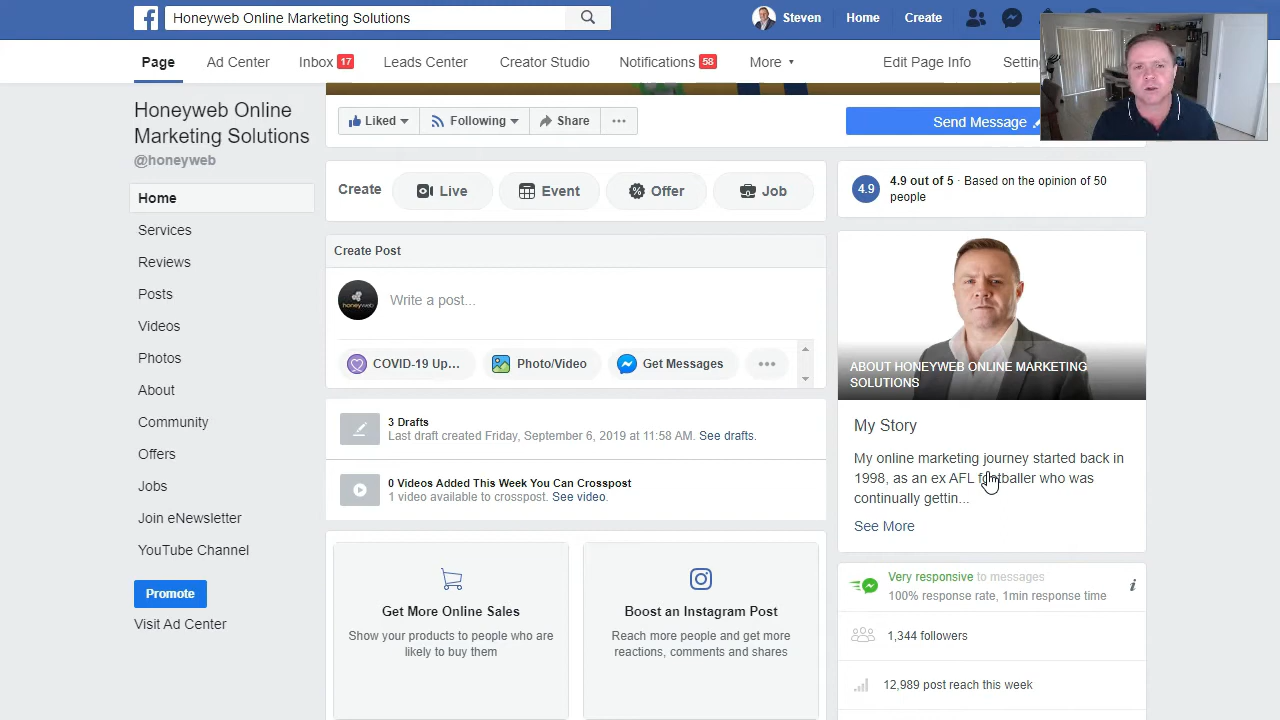 Honeyweb Online Marketing Solutions
Steven
Home
Create
Page
Ad Center
Inbox 17
Leads Center
Creator Studio
Notifications 58
More
Edit Page Info
Honeyweb Online
Marketing Solutions
@honeyweb
Home
Services
Reviews
Posts
Videos
Photos
About
Community
Offers
Jobs
Join eNewsletter
YouTube Channel
Promote
Visit Ad Center
Liked
Following
Share
Send Message
Create
Live
Event
Offer
Job
Create Post
honeyweb
Write a post...
COVID-19 Up...
Photo/Video
Get Messages
3 Drafts
Last draft created Friday, September 6, 2019 at 11:58 AM. See drafts.
0 Videos Added This Week You Can Crosspost
1 video available to crosspost. See video.
Get More Online Sales
Show your products to people who are
likely to buy them
Boost an Instagram Post
Reach more people and get more
reactions, comments and shares
4.9
4.9 out of 5 · Based on the opinion of 50
people
ABOUT HONEYWEB ONLINE MARKETING
SOLUTIONS
My Story
My online marketing journey started back in
1998, as an ex AFL footballer who was
continually gettin...
See More
Very responsive to messages
100% response rate, 1min response time
1,344 followers
12,989 post reach this week